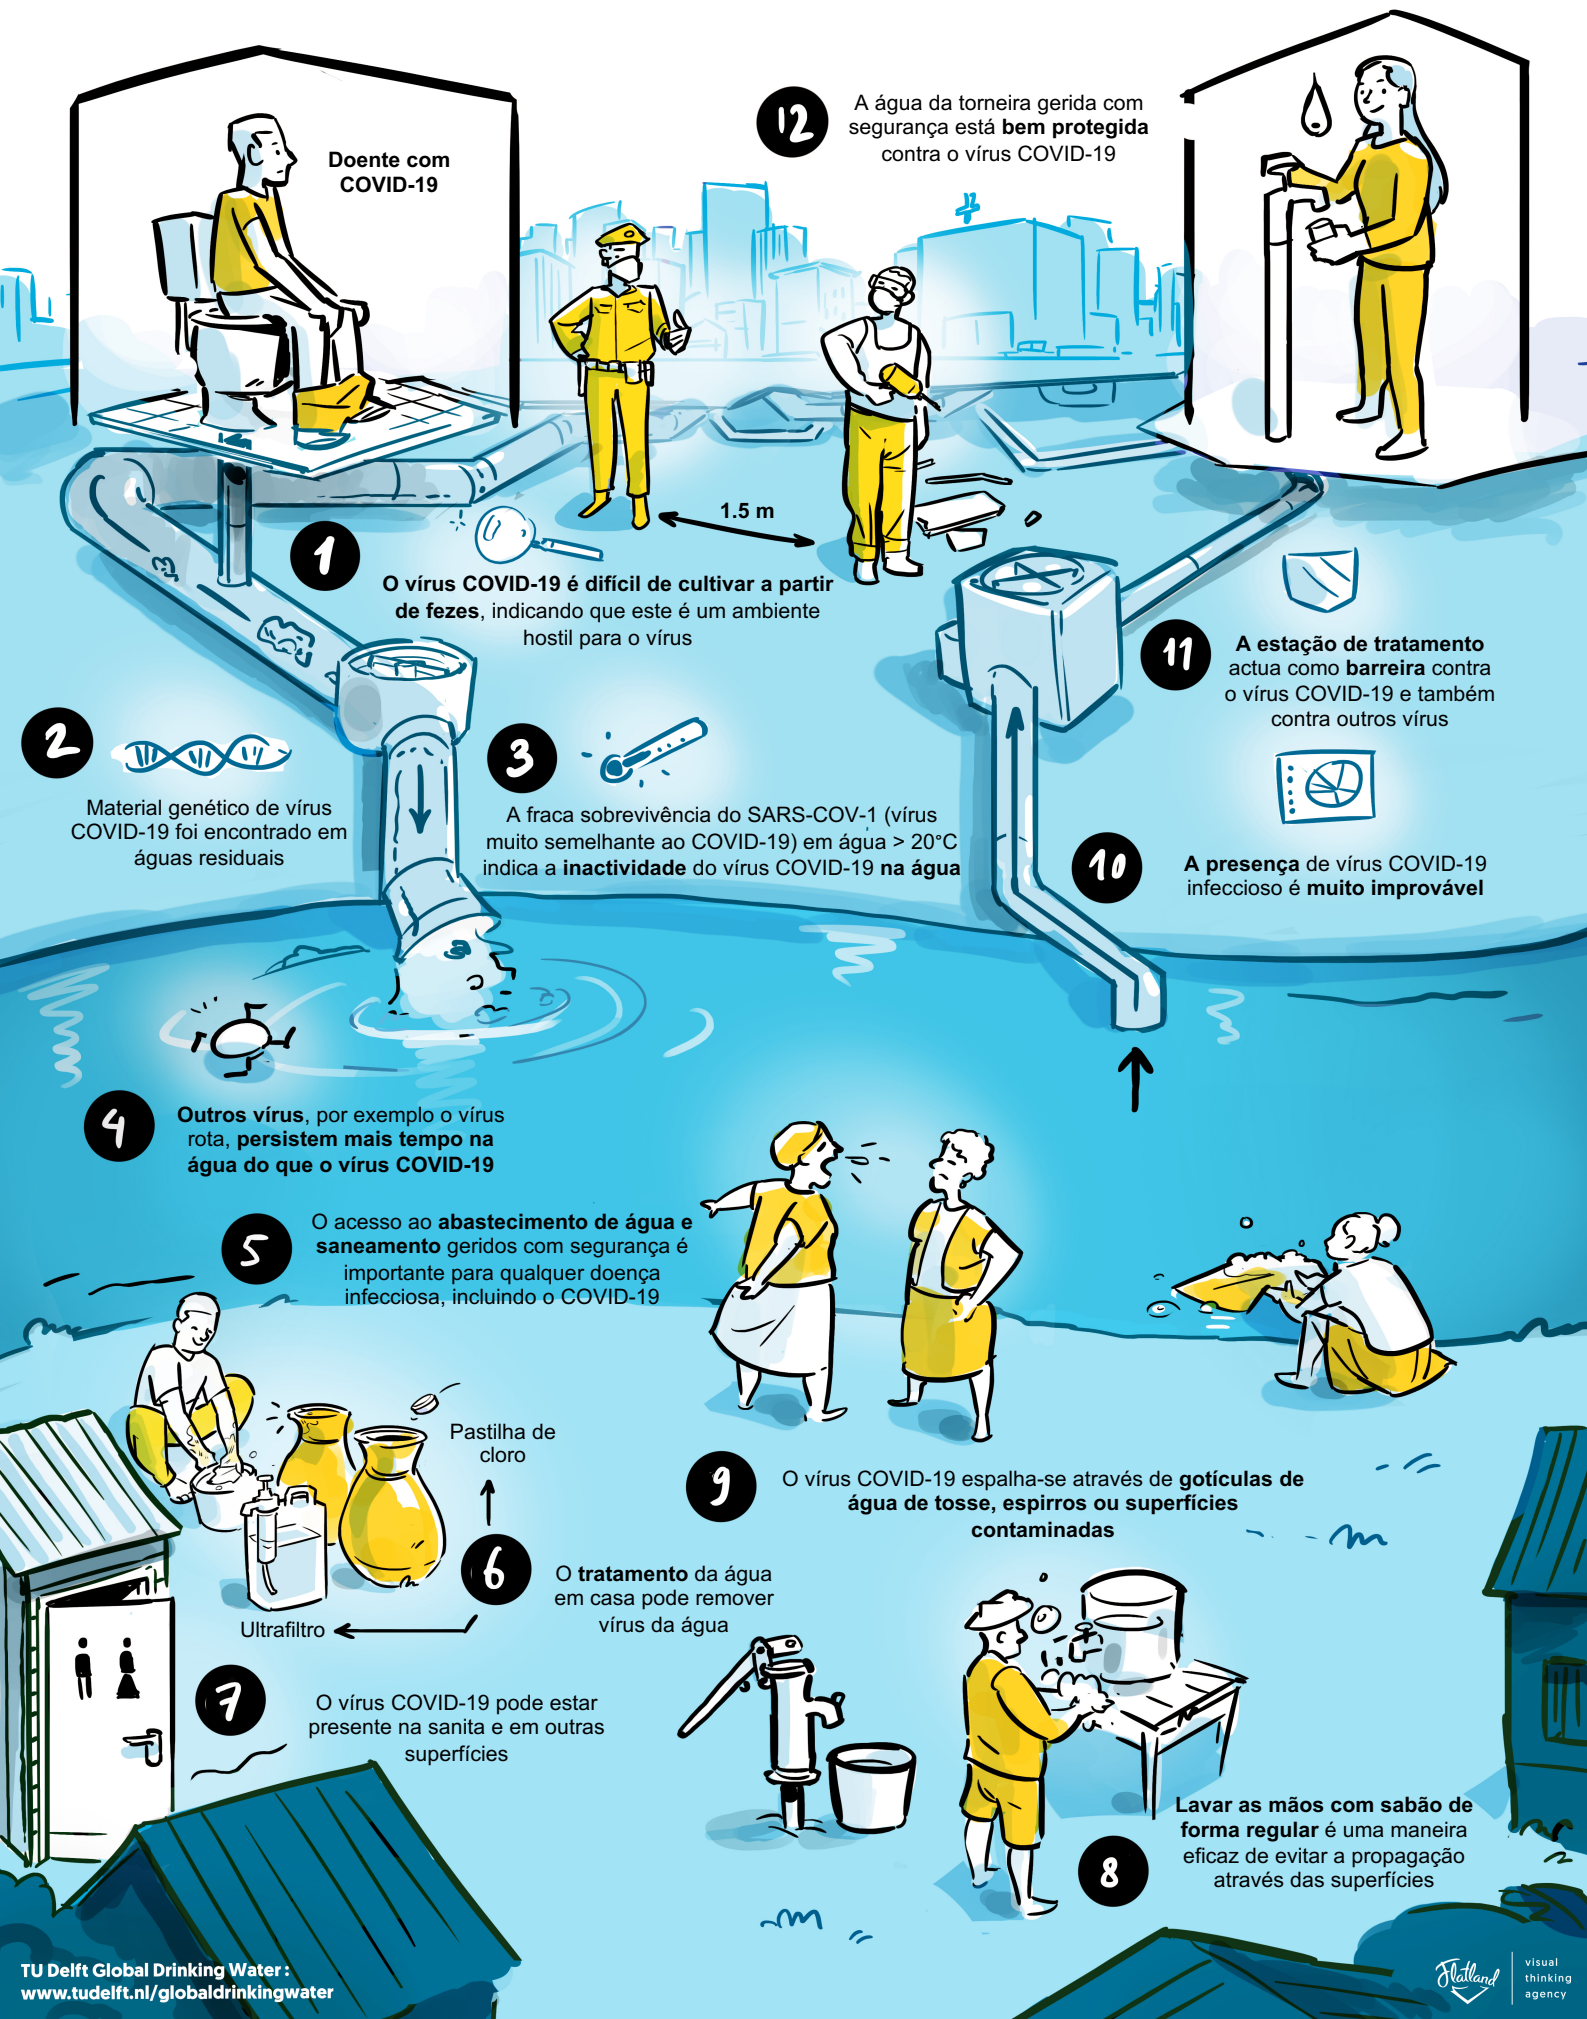 Doente com
COVID-19
12
A água da torneira gerida com
segurança está bem protegida
contra o vírus COVID-19
1.5 m
1
O vírus COVID-19 é difícil de cultivar a partir
de fezes, indicando que este é um ambiente
hostil para o vírus
11
A estação de tratamento
actua como barreira contra
o vírus COVID-19 e também
contra outros vírus
2
Material genético de vírus
COVID-19 foi encontrado em
águas residuais
3
A fraca sobrevivência do SARS-COV-1 (vírus
muito semelhante ao COVID-19) em água > 20°C
indica a inactividade do vírus COVID-19 na água
10
A presença de vírus COVID-19
infeccioso é muito improvável
4
Outros vírus, por exemplo o vírus
rota, persistem mais tempo na
água do que o vírus COVID-19
5
O acesso ao abastecimento de água e
saneamento geridos com segurança é
importante para qualquer doença
infecciosa, incluindo o COVID-19
Pastilha de
cloro
9
O vírus COVID-19 espalha-se através de gotículas de
água de tosse, espirros ou superfícies
contaminadas
6
O tratamento da água
em casa pode remover
vírus da água
Ultrafiltro
7
O vírus COVID-19 pode estar
presente na sanita e em outras
superfícies
8
Lavar as mãos com sabão de
forma regular é uma maneira
eficaz de evitar a propagação
através das superfícies
TU Delft Global Drinking Water :
www.tudelft.nl/globaldrinkingwater
Flatland
visual
thinking
agency